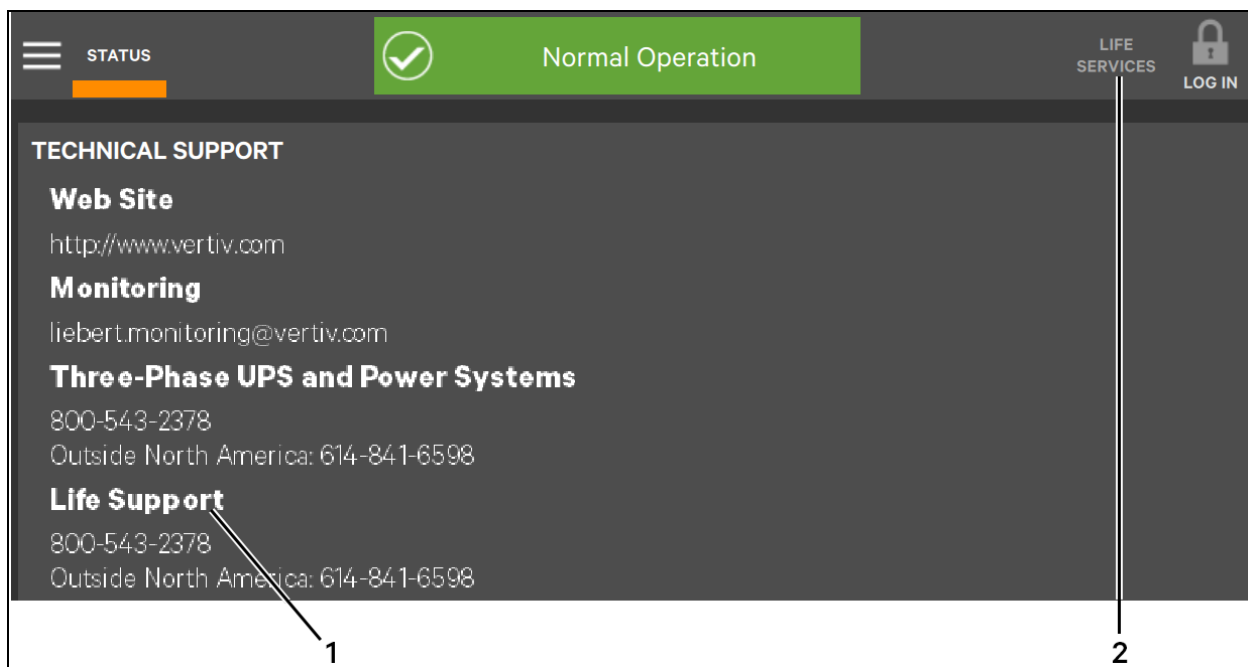 STATUS
Normal Operation
LIFE
SERVICES
LOG IN
TECHNICAL SUPPORT
Web Site
http://www.vertiv.com
Monitoring
liebert.monitoring@vertiv.com
Three-Phase UPS and Power Systems
800-543-2378
Outside North America: 614-841-6598
Life Support
800-543-2378
Outside North America: 614-841-6598
1
2